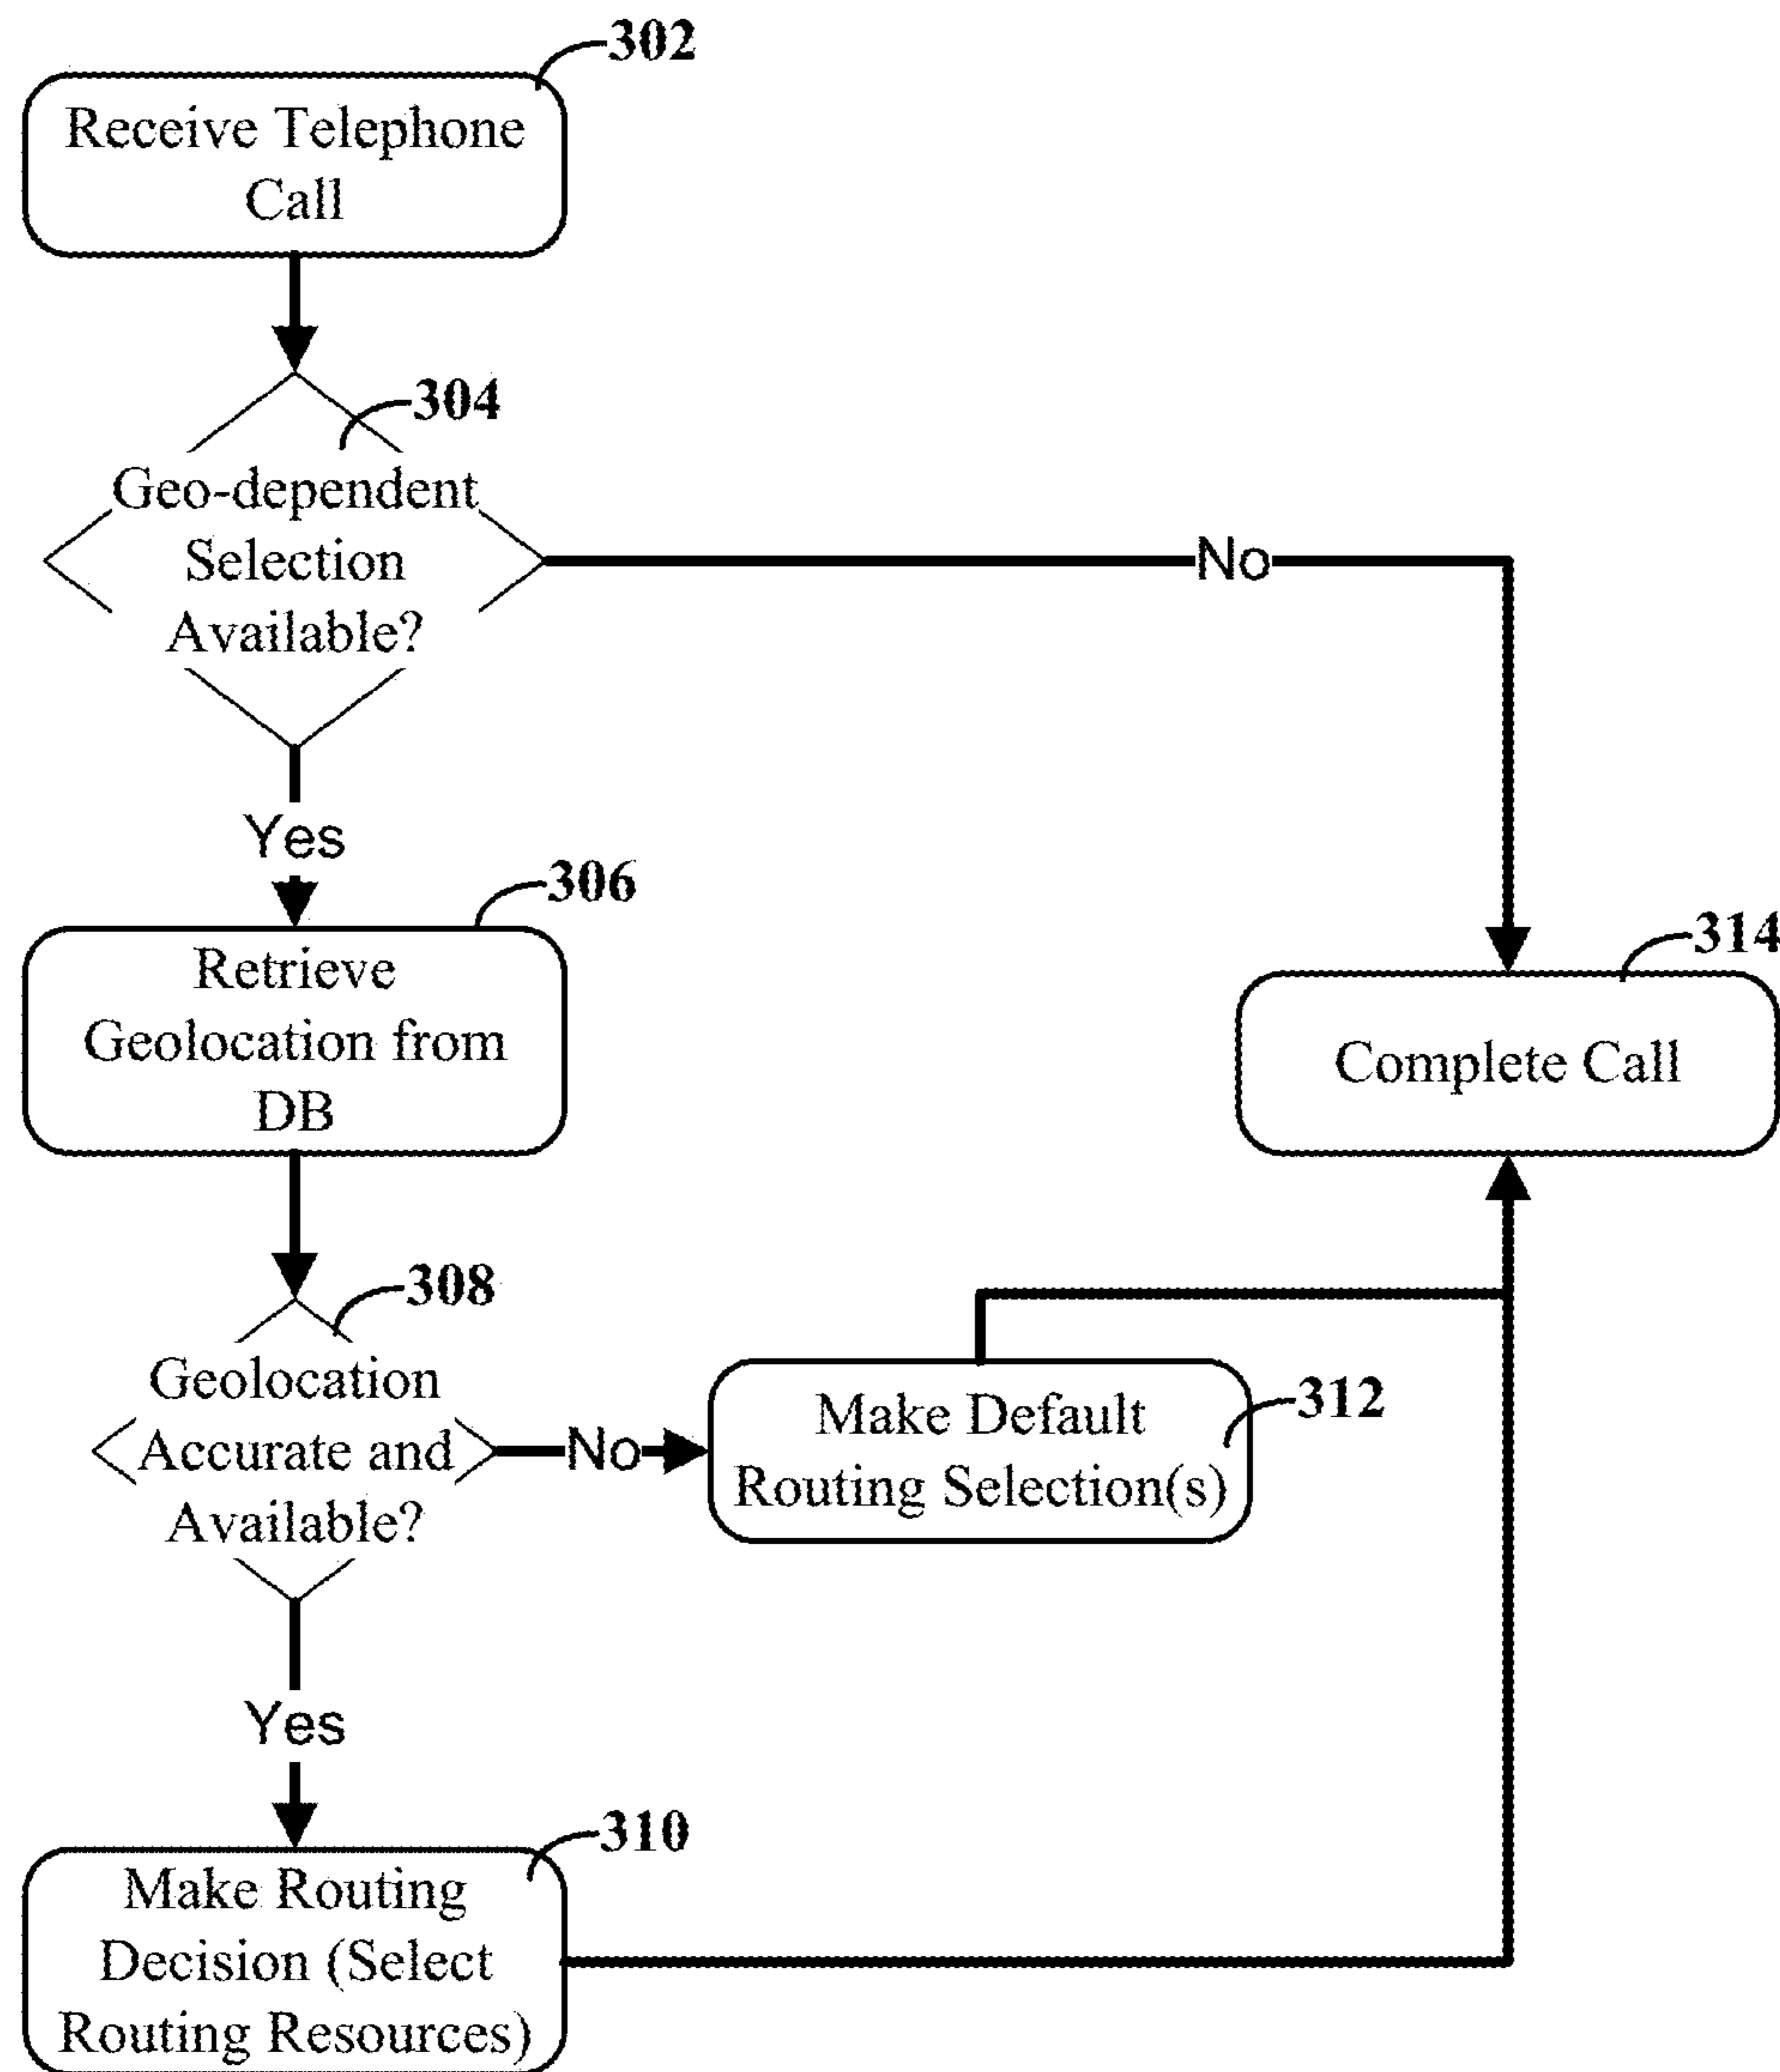 302
Receive Telephone
Call
304
Geo-dependent
Selection
Available?
No
Yes
306
Retrieve
Geolocation from
DB
314
Complete Call
308
Geolocation
Accurate and
Available?
No
312
Make Default
Routing Selection(s)
Yes
310
Make Routing
Decision (Select
Routing Resources)